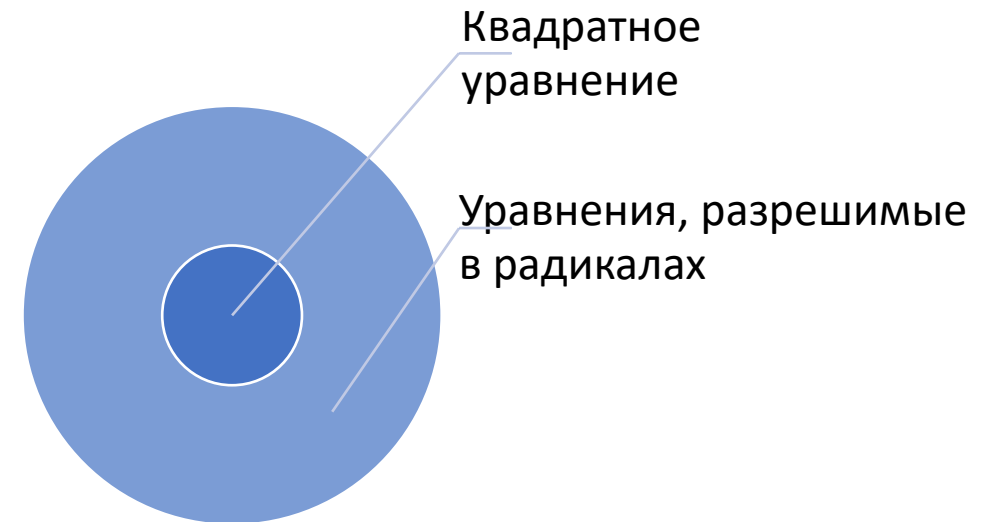 Квадратное
уравнение
Уравнения, разрешимые
в радикалах